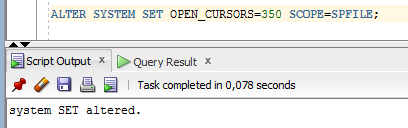 ALTER SYSTEM SET OPEN_CURSORS=350 SCOPE=SPFILE;
Script Output x Query Result x
Task completed in 0,078 seconds
system SET altered.